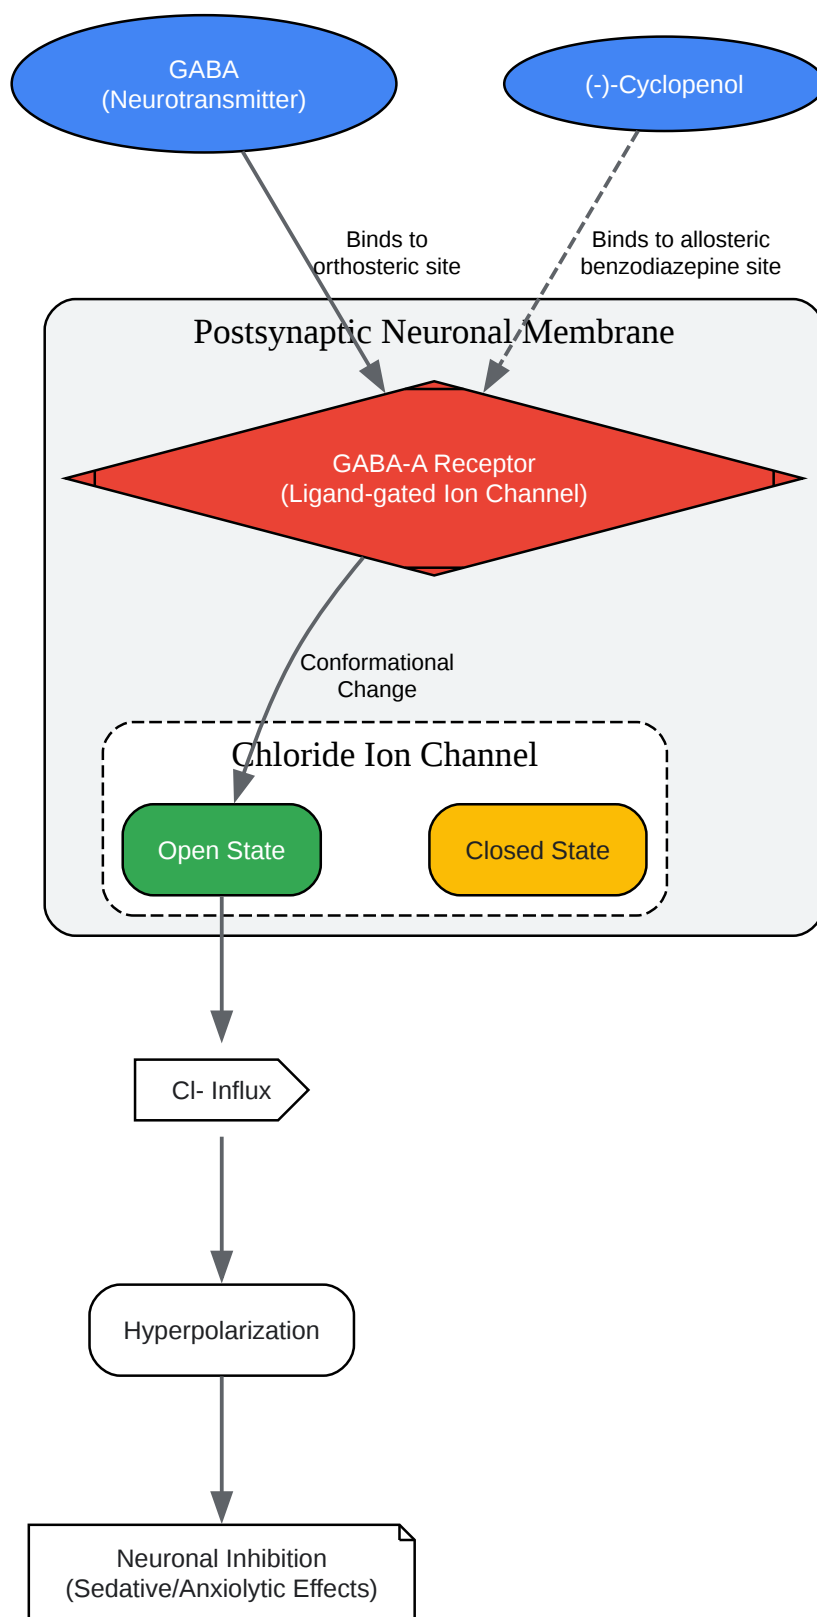 GABA
(Neurotransmitter)
(-)-Cyclopenol
Binds to
orthosteric site
Binds to allosteric
benzodiazepine site
Postsynaptic Neuronal Membrane
GABA-A Receptor
(Ligand-gated Ion Channel)
Conformational
Change
Chloride Ion Channel
Open State
Closed State
Cl- Influx
Hyperpolarization
Neuronal Inhibition
(Sedative/Anxiolytic Effects)